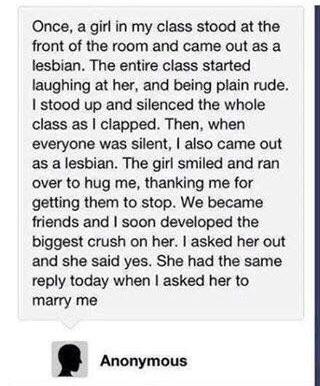 Once, a girl in my class stood at the
front of the room and came out as a
lesbian. The entire class started
laughing at her, and being plain rude.
I stood up and silenced the whole
class as I clapped. Then, when
everyone was silent, I also came out
as a lesbian. The girl smiled and ran
over to hug me, thanking me for
getting them to stop. We became
friends and I soon developed the
biggest crush on her. I asked her out
and she said yes. She had the same
reply today when I asked her to
marry me
Anonymous